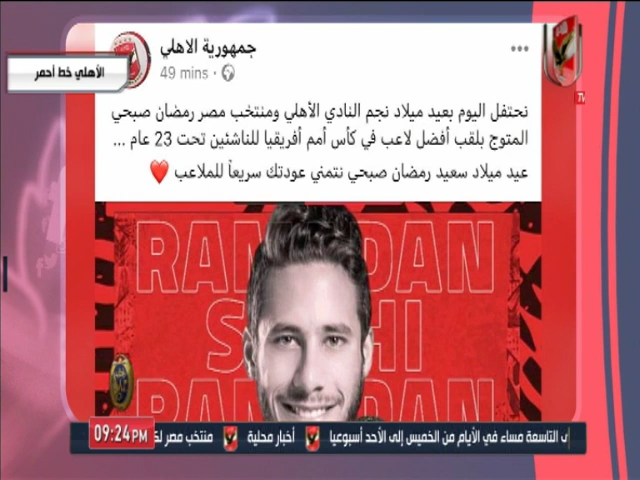 جمهورية الاهلي
49 mins
الأهلي خط أحمر
TV
نحتفل اليوم بعيد ميلاد نجم النادي الأهلي ومنتخب مصر رمضان صبحي
المتوج بلقب أفضل لاعب في كأس أمم أفريقيا للناشئين تحت 23 عام ...
عيد ميلاد سعيد رمضان صبحي نتمني عودتك سريعاً للملاعب ❤
RAMADAN
RAMADAN
09:24 PM
التاسعة مساء في الأيام من الخميس إلى الأحد أسبوعيا
أخبار محلية
منتخب مصر